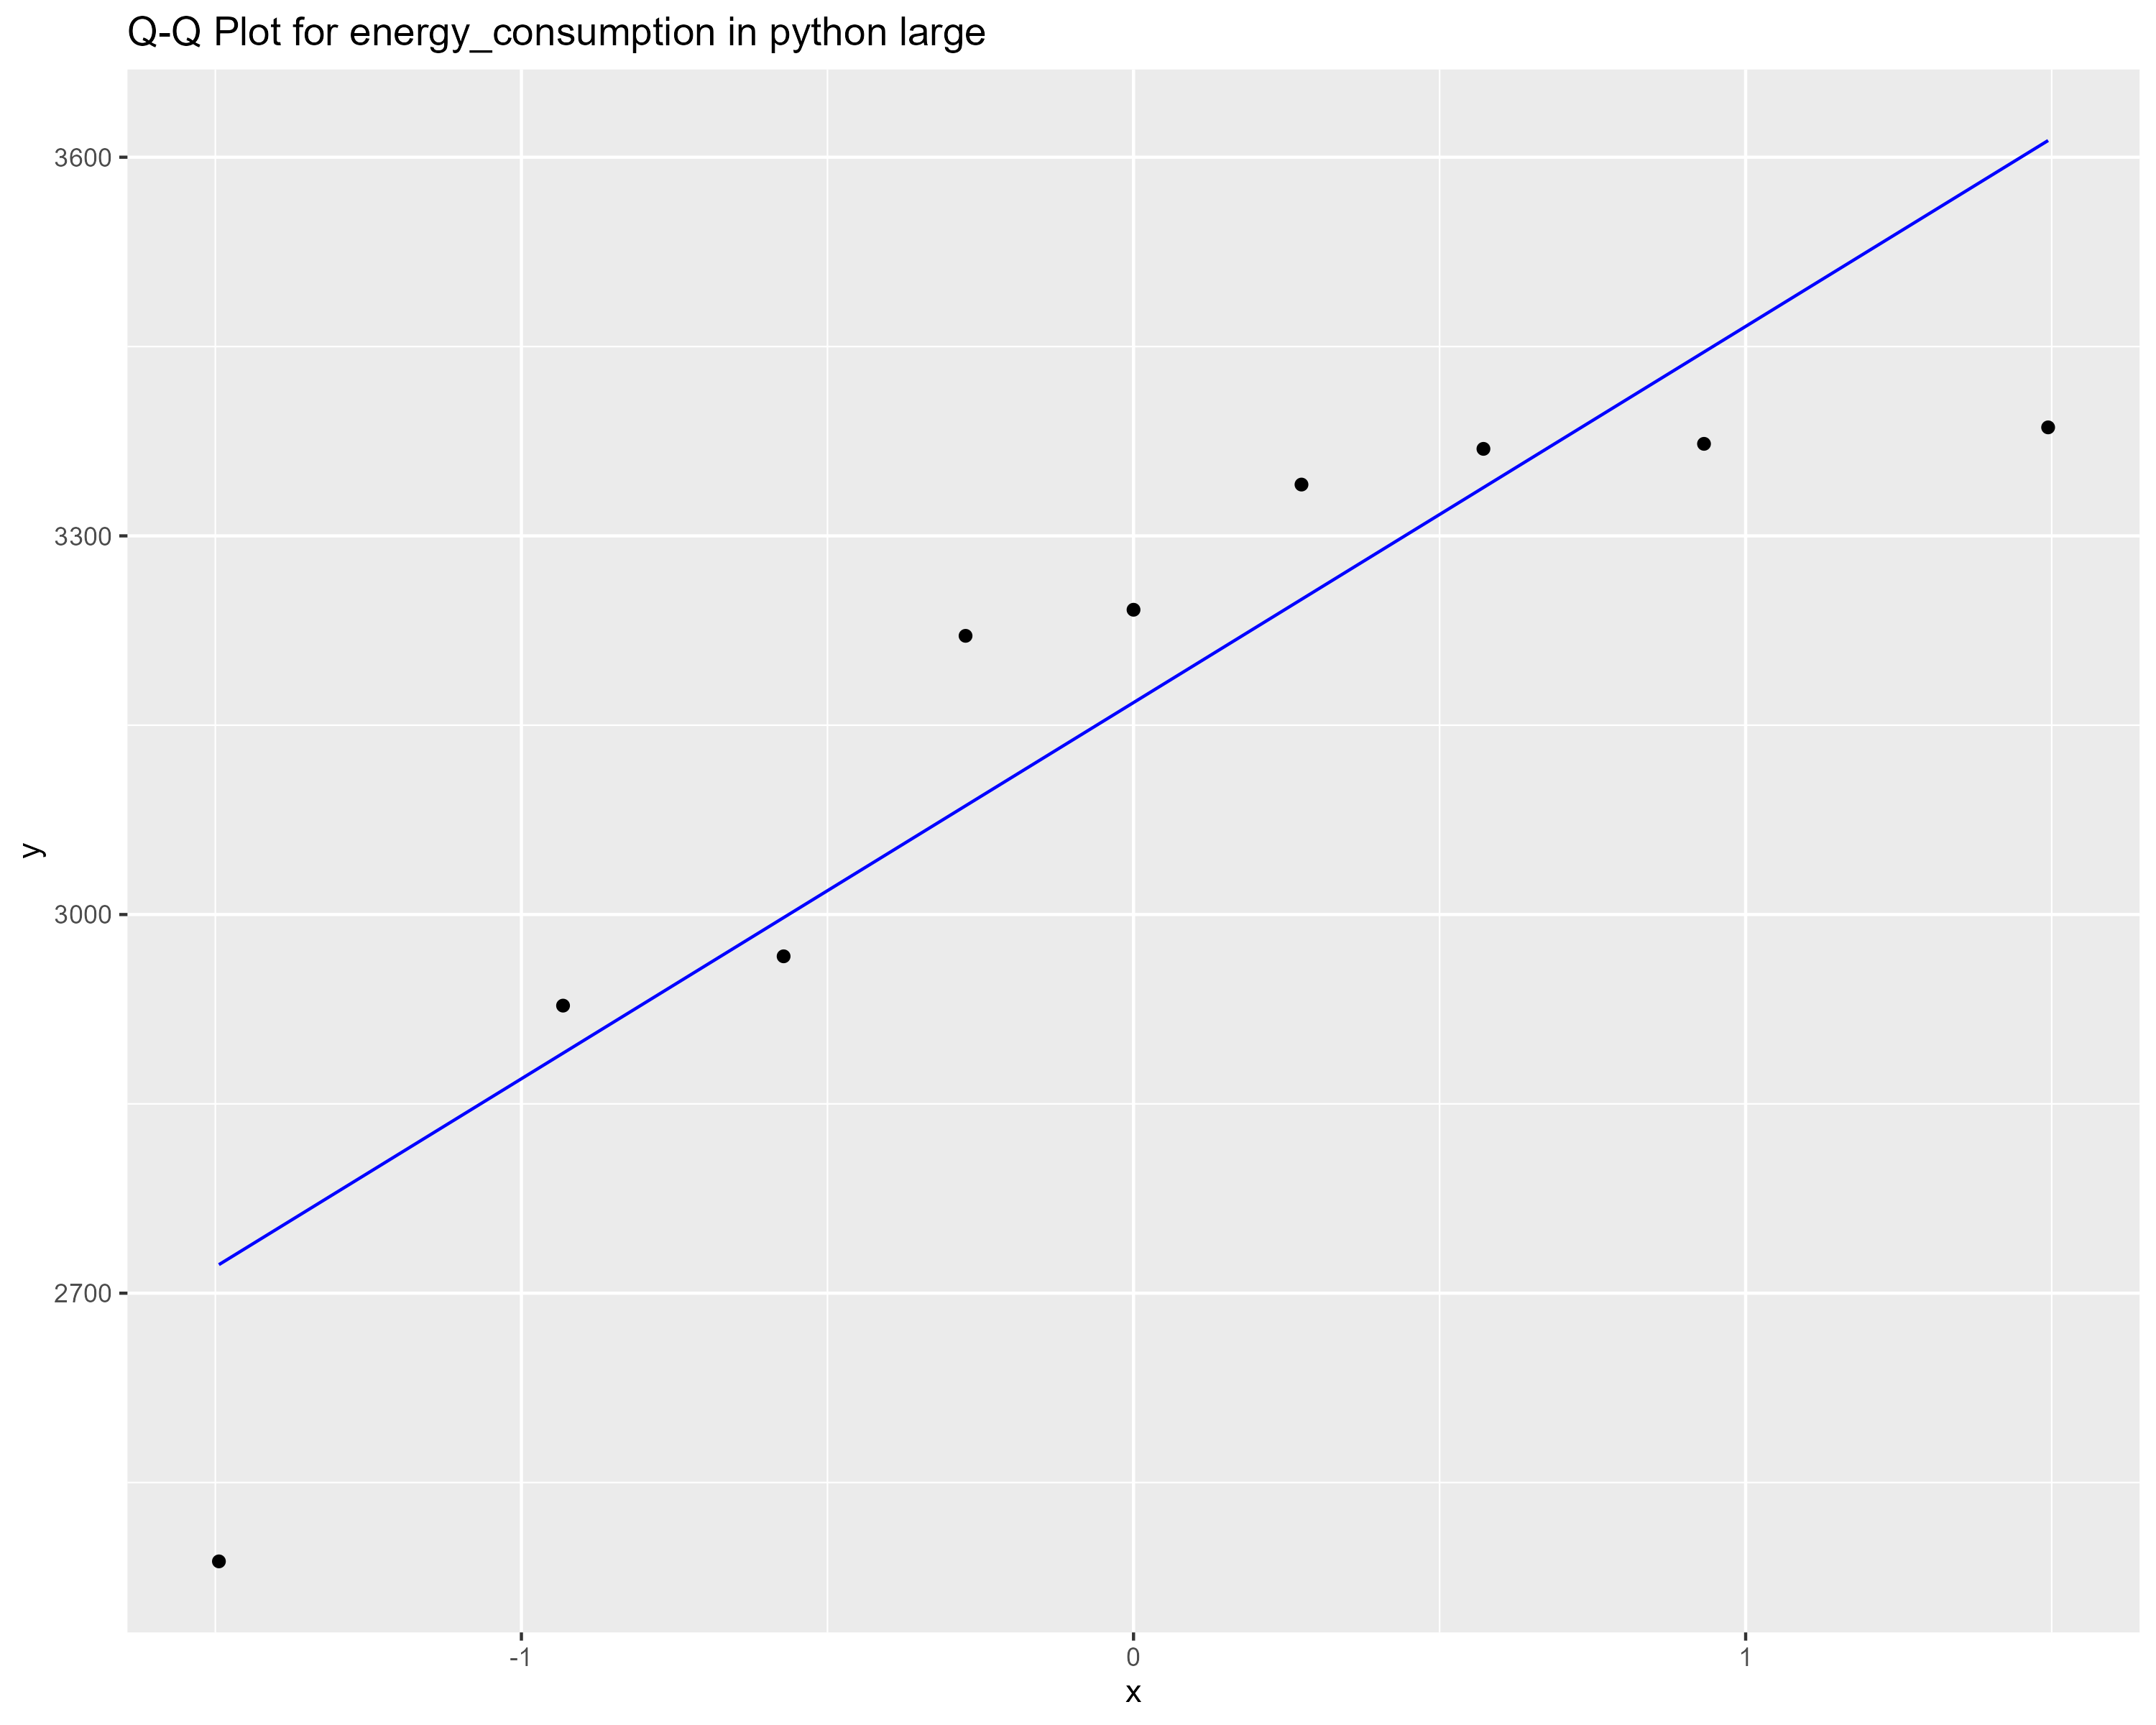 Q-Q Plot for energy_consumption in python large
3600
3300
3000
2700
y
-1
0
1
x